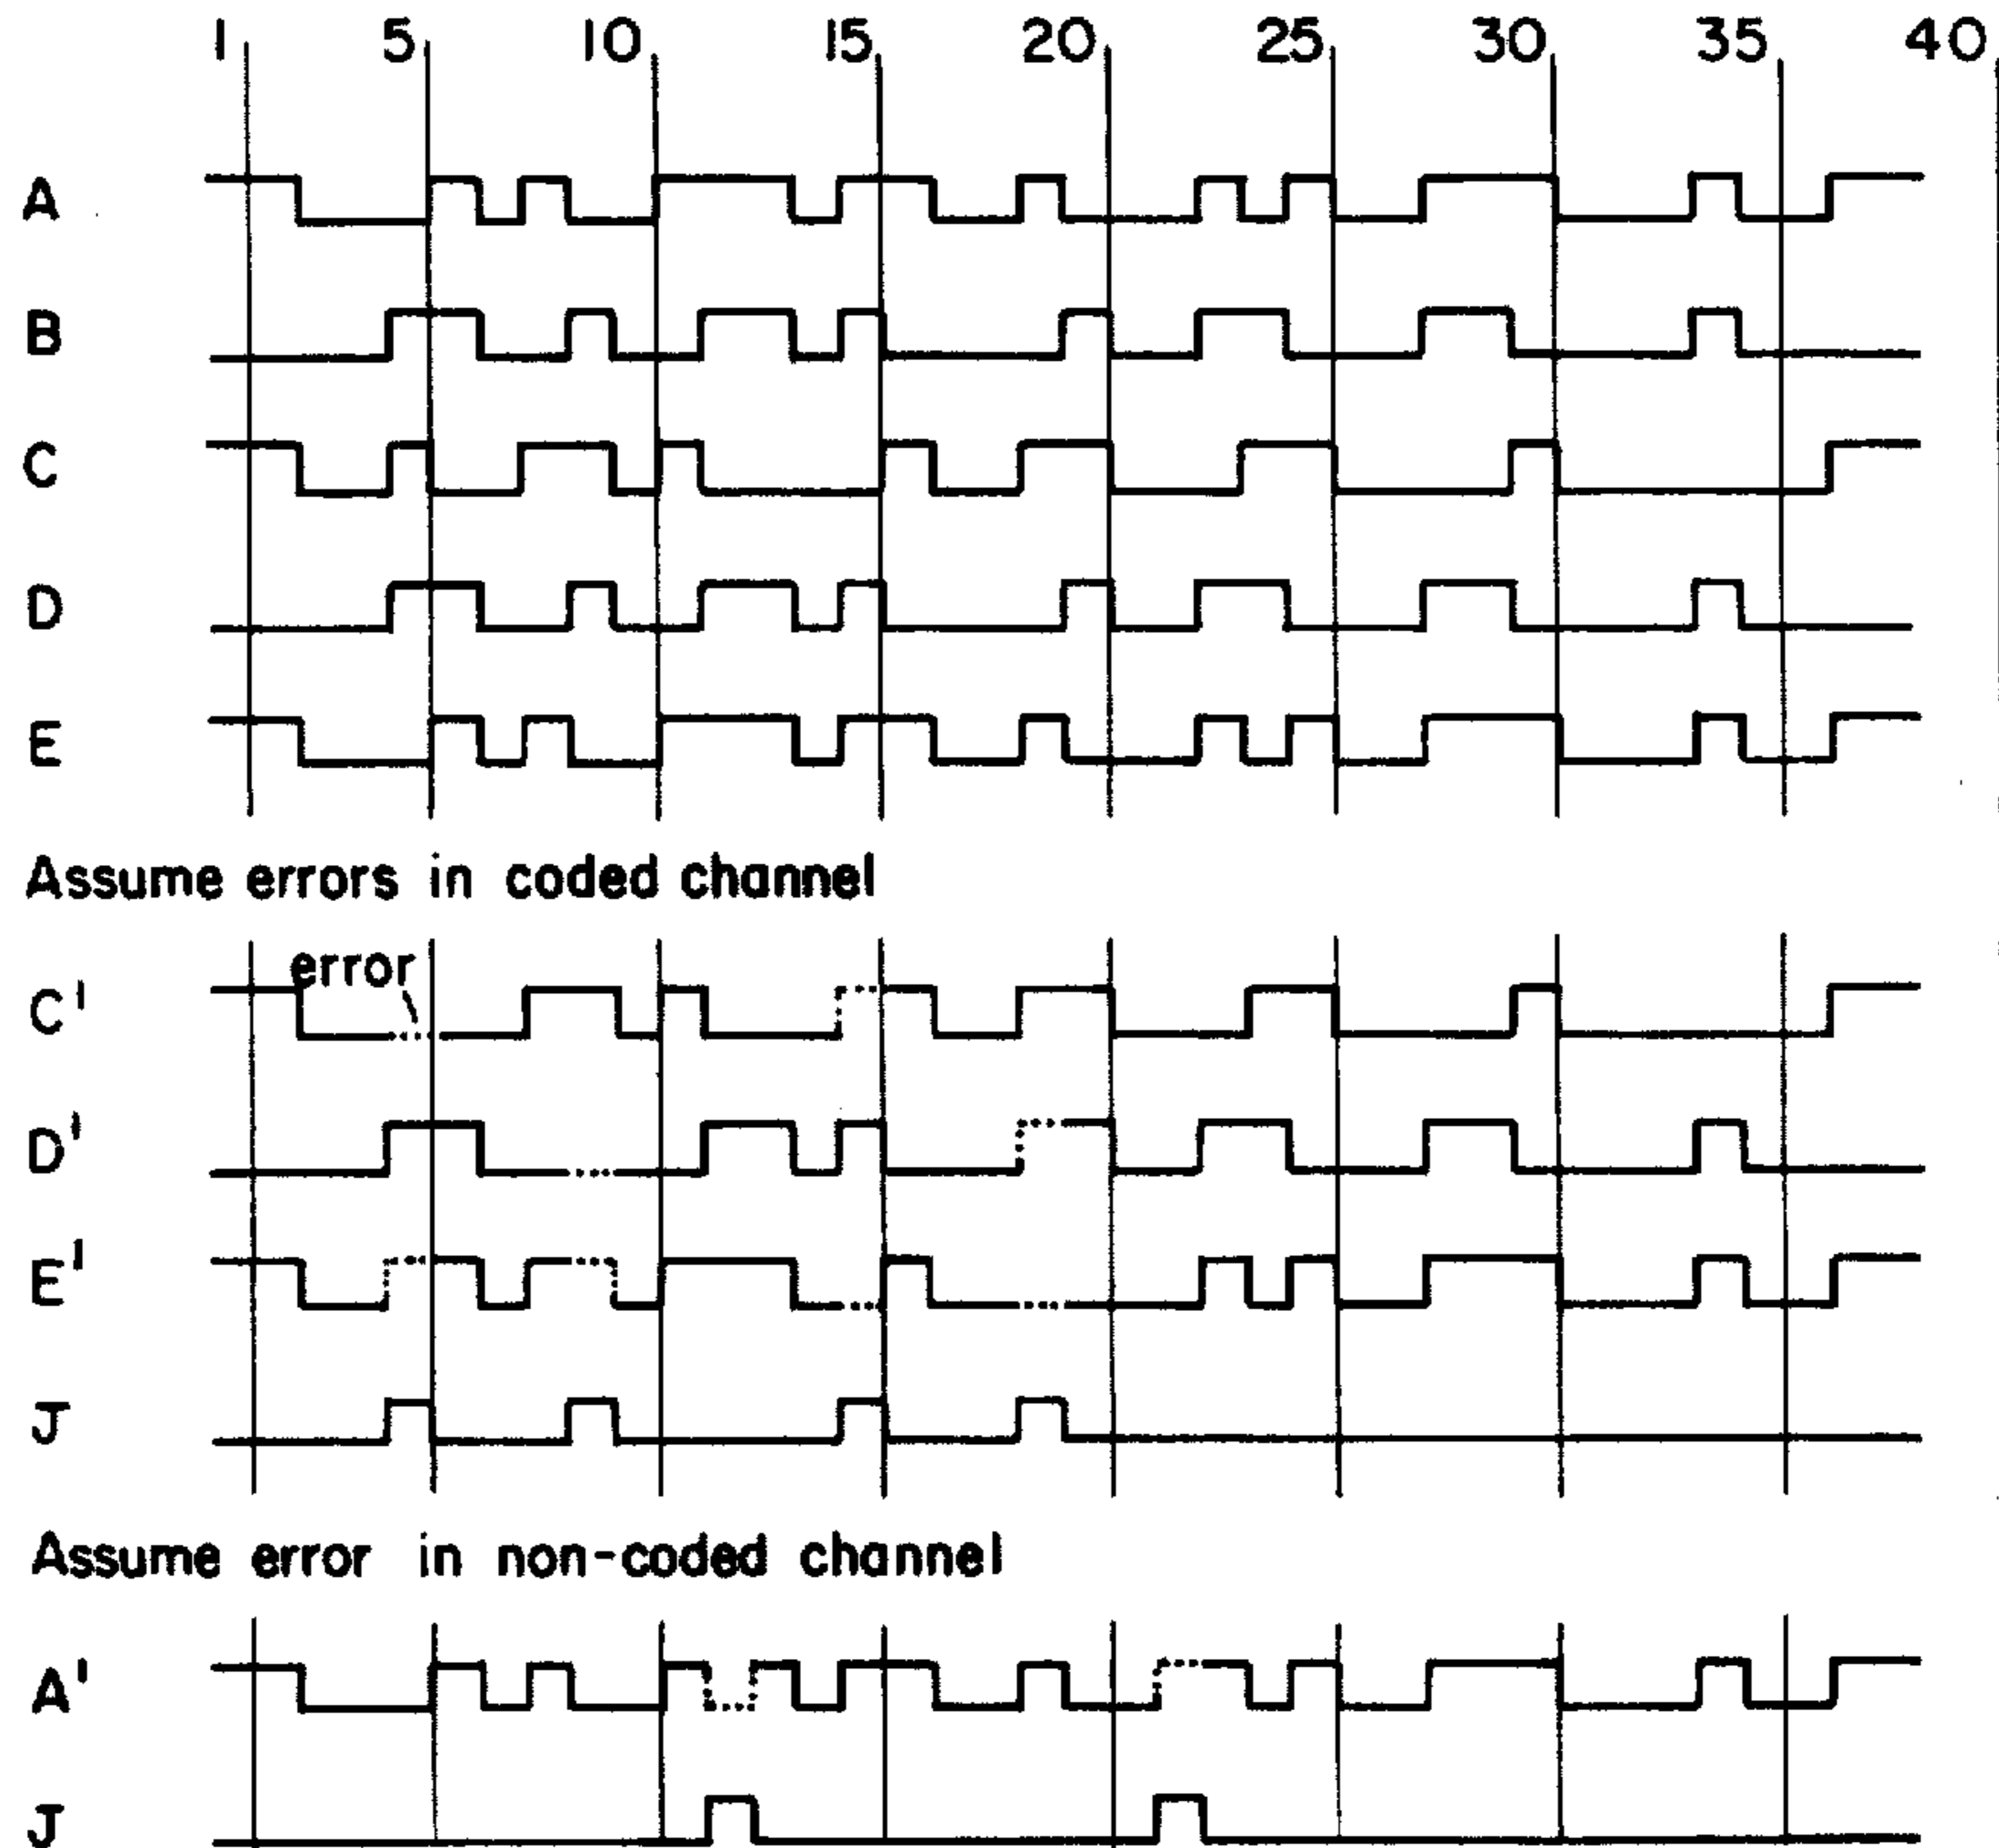 1 5 10 15 20 25 30 35 40
A
B
C
D
E
Assume errors in coded channel
error
C'
D'
E'
J
Assume error in non-coded channel
A'
J